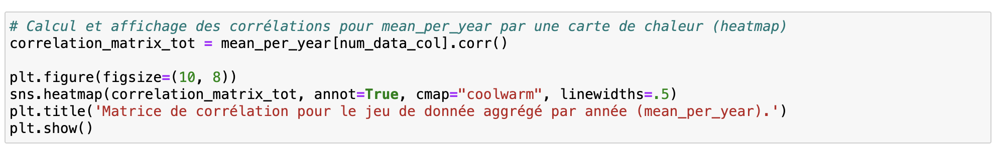 # Calcul et affichage des corrélations pour mean_per_year par une carte de chaleur (heatmap)
correlation_matrix_tot = mean_per_year[num_data_col].corr()
plt.figure(figsize=(10, 8))
sns.heatmap(correlation_matrix_tot, annot=True, cmap="coolwarm", linewidths=.5)
plt.title('Matrice de corrélation pour le jeu de donnée aggrégé par année (mean_per_year).')
plt.show()